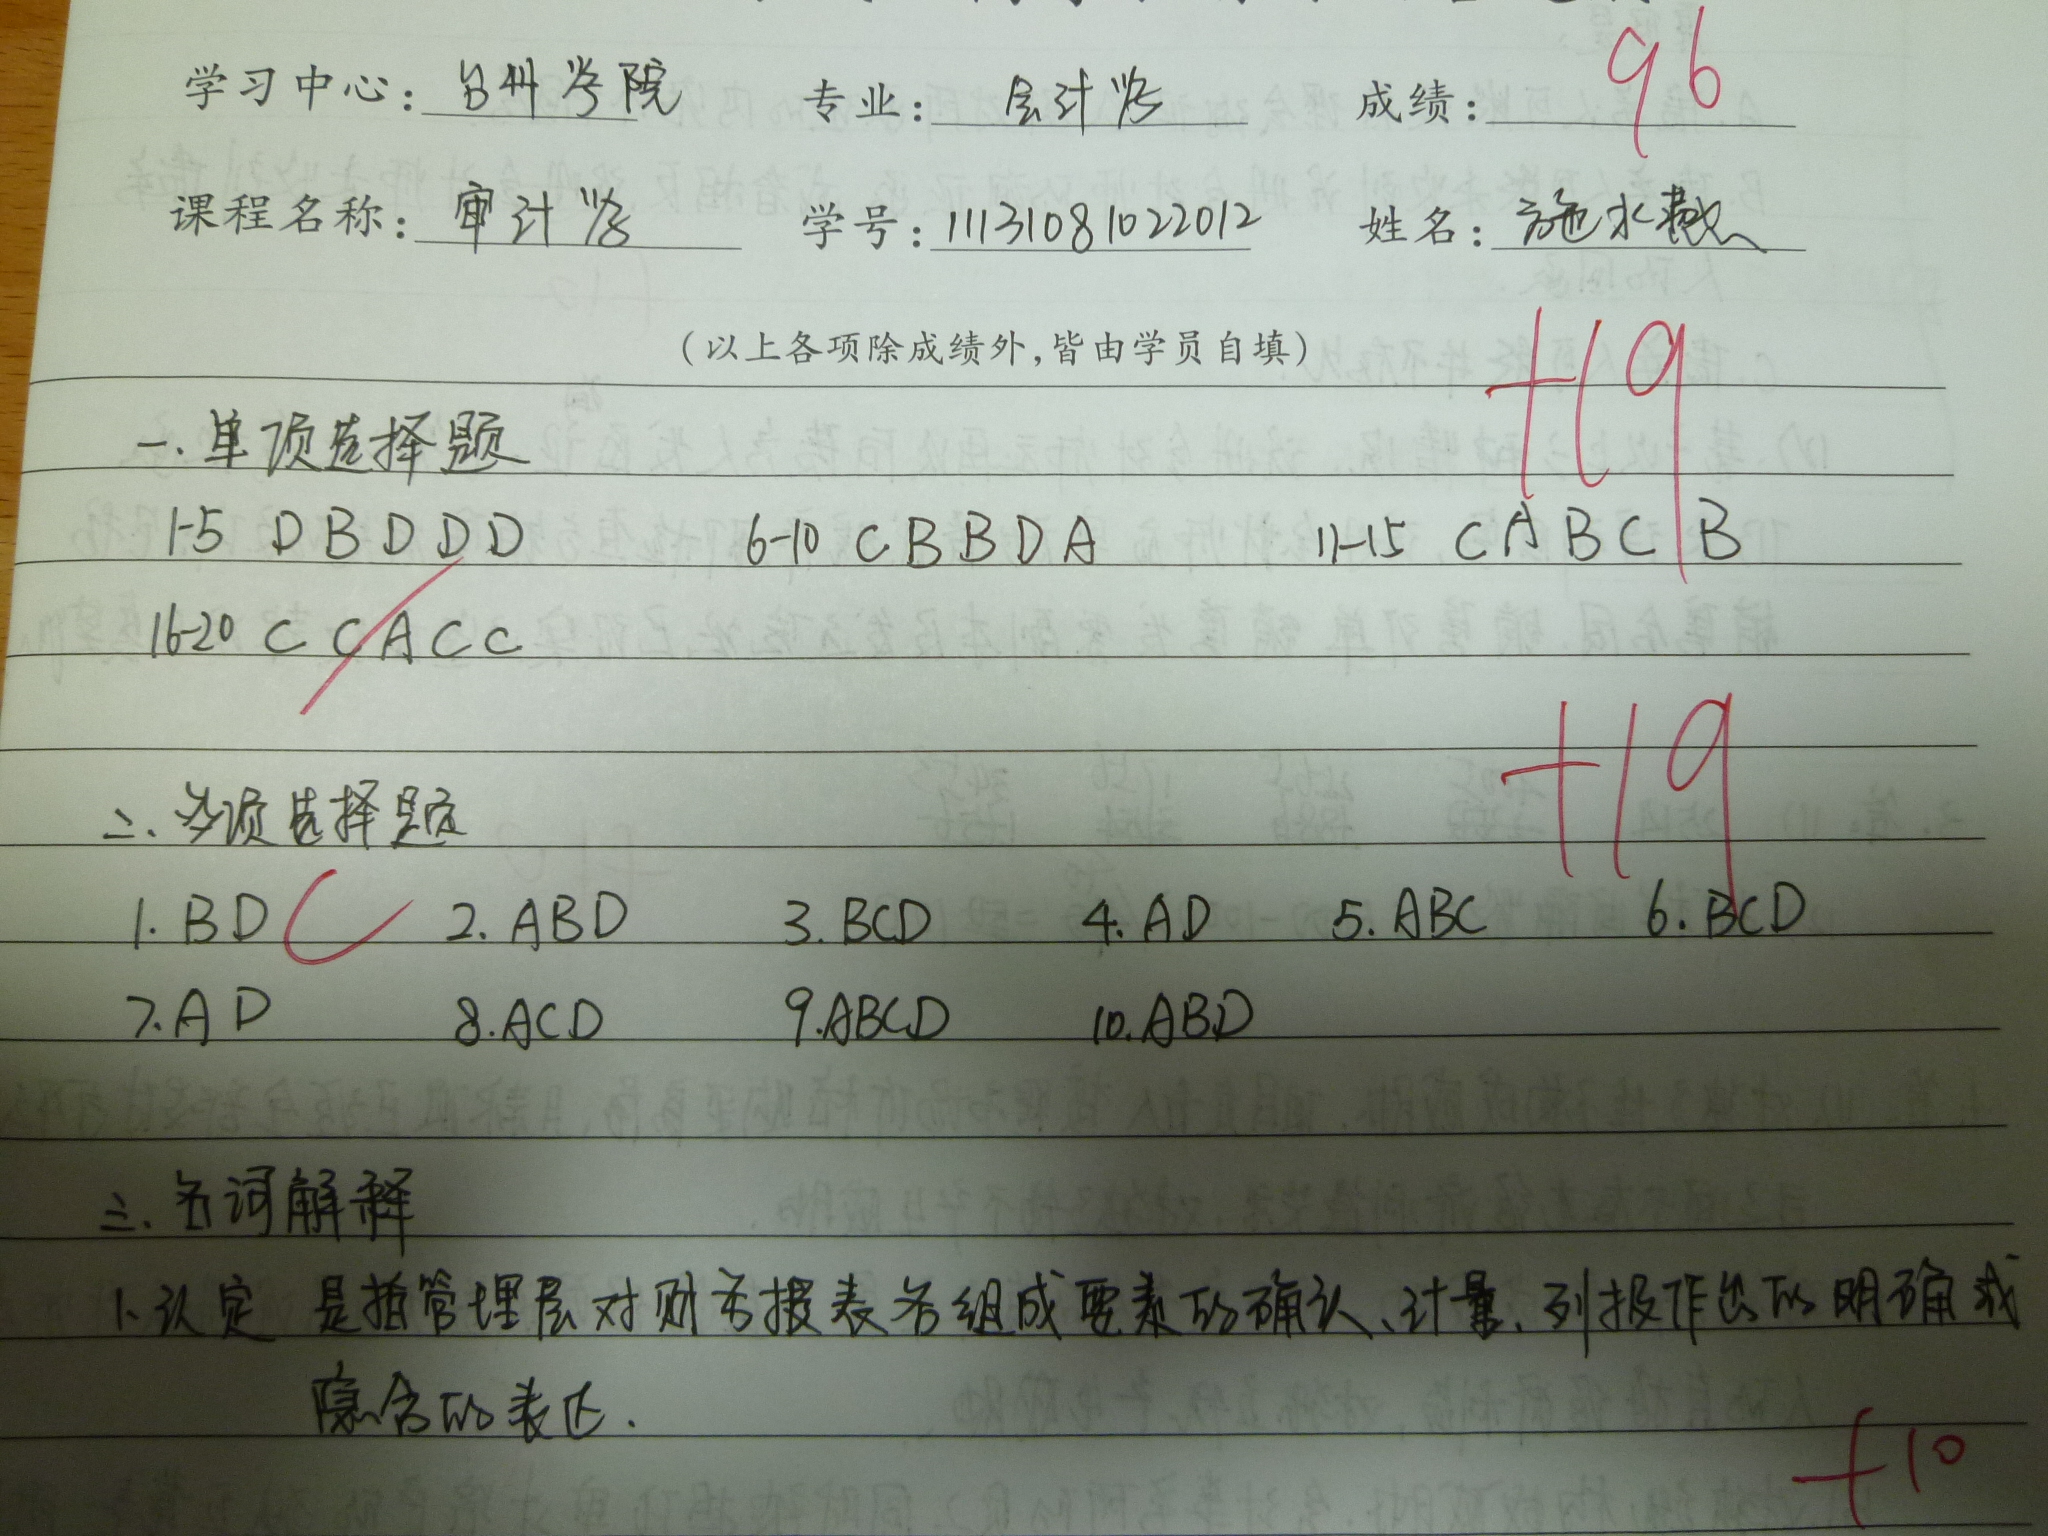 学习中心: 台州学院 专业: 会计学 成绩: 96
课程名称: 审计学 学号: 11131081022012 姓名: 施水
(以上各项除成绩外,皆由学员自填)
+19
一.单项选择题
1-5 D B D D D 6-10 C B B D A 11-15 C A B C B
16-20 C C A C C
+19
二.多项选择题
1. BD 2. ABD 3. BCD 4. AD 5. ABC 6. BCD
7. AD 8. ACD 9. ABCD 10. ABD
三.名词解释
1.认定 是指管理层对财务报表各组成要素的确认、计量、列报作出的明确或
隐含的表达.
+10